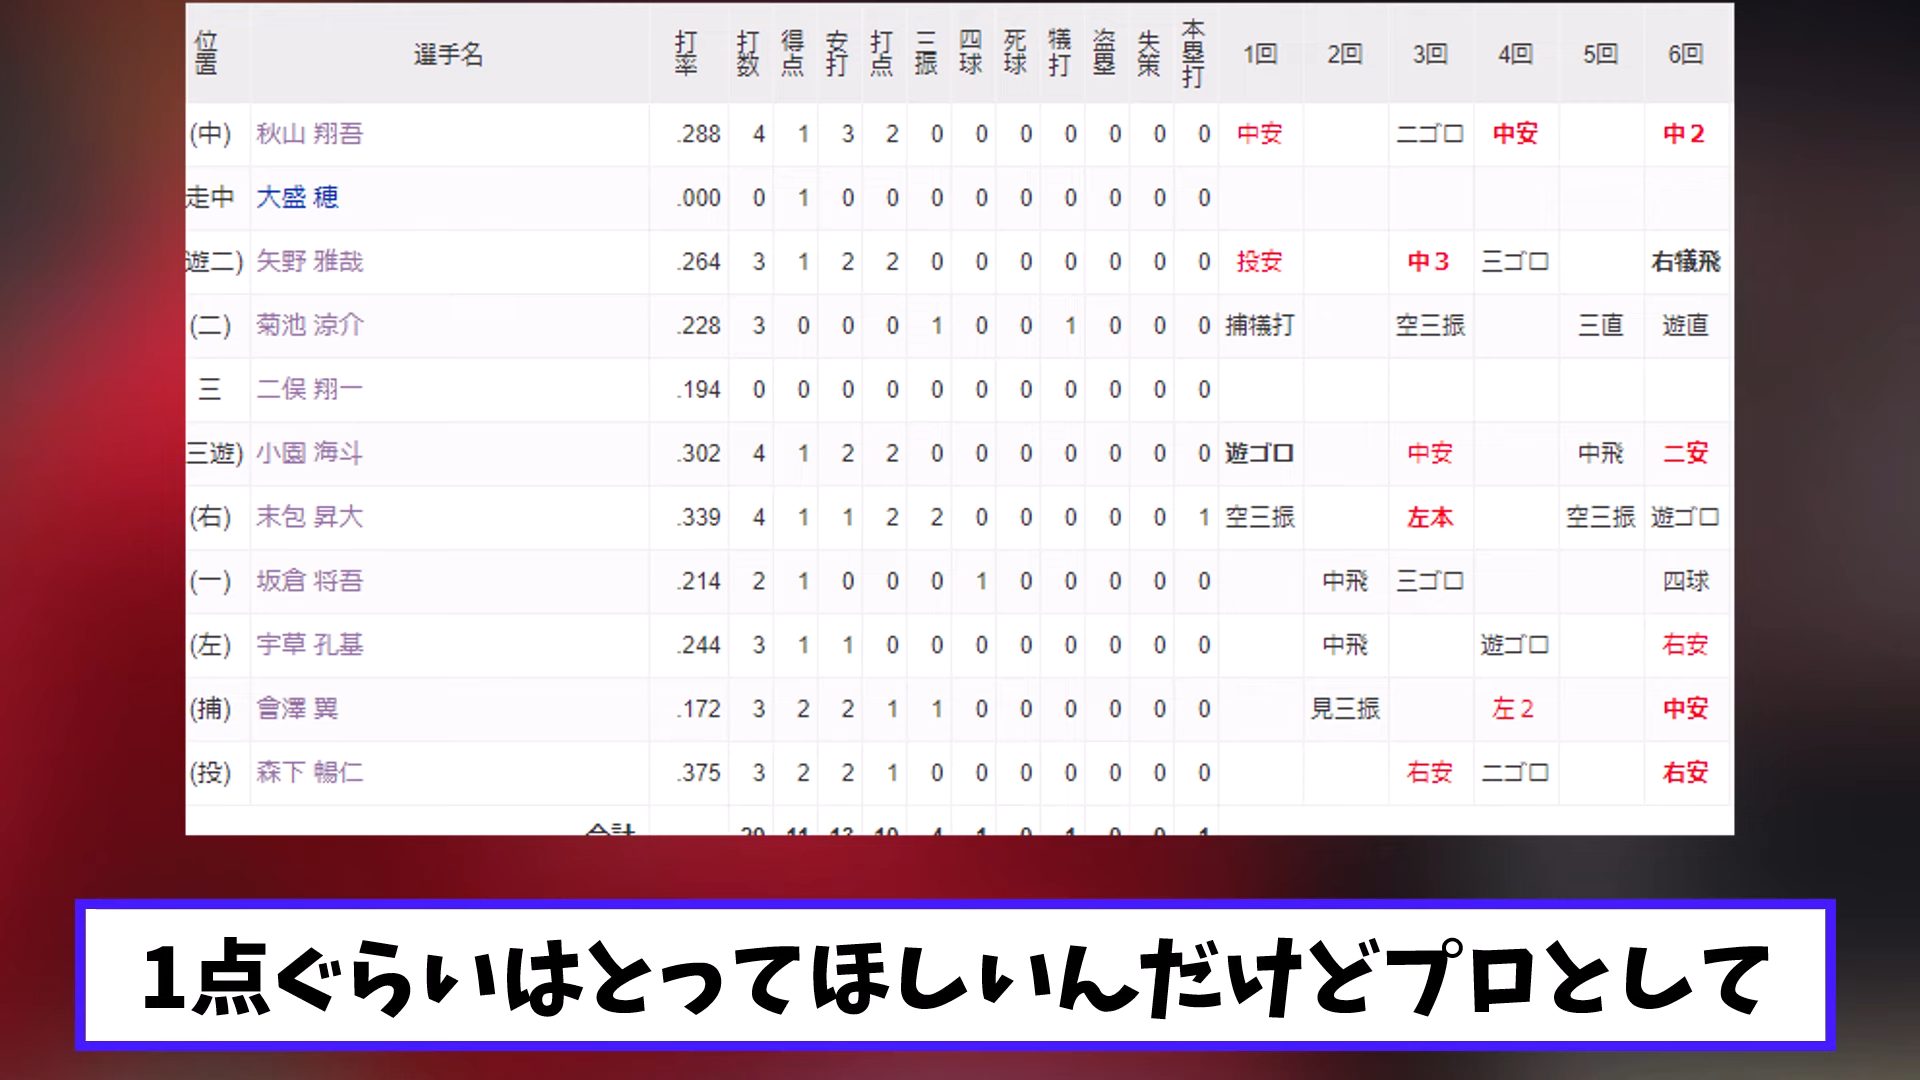 位置 選手名 打率 打数 得点 安打 打点 三振 四球 死球 犠打 盗塁 失策 本塁打 1回 2回 3回 4回 5回 6回
(中) 秋山 翔吾 .288 4 1 3 2 0 0 0 0 0 0 0 中安 二ゴロ 中安 中2
走中 大盛 穂 .000 0 1 0 0 0 0 0 0 0 0 0
遊二) 矢野 雅哉 .264 3 1 2 2 0 0 0 0 0 0 0 投安 中3 三ゴロ 右犠飛
(二) 菊池 涼介 .228 3 0 0 0 1 0 0 1 0 0 0 捕犠打 空三振 三直 遊直
三 二俣 翔一 .194 0 0 0 0 0 0 0 0 0 0 0
三遊) 小園 海斗 .302 4 1 2 2 0 0 0 0 0 0 0 遊ゴロ 中安 中飛 二安
(右) 末包 昇大 .339 4 1 1 2 2 0 0 0 0 0 1 空三振 左本 空三振 遊ゴロ
(一) 坂倉 将吾 .214 2 1 0 0 0 1 0 0 0 0 0 中飛 三ゴロ 四球
(左) 宇草 孔基 .244 3 1 1 0 0 0 0 0 0 0 0 中飛 遊ゴロ 右安
(捕) 會澤 翼 .172 3 2 2 1 1 0 0 0 0 0 0 見三振 左2 中安
(投) 森下 暢仁 .375 3 2 2 1 0 0 0 0 0 0 0 右安 二ゴロ 右安
1点ぐらいはとってほしいんだけどプロとして